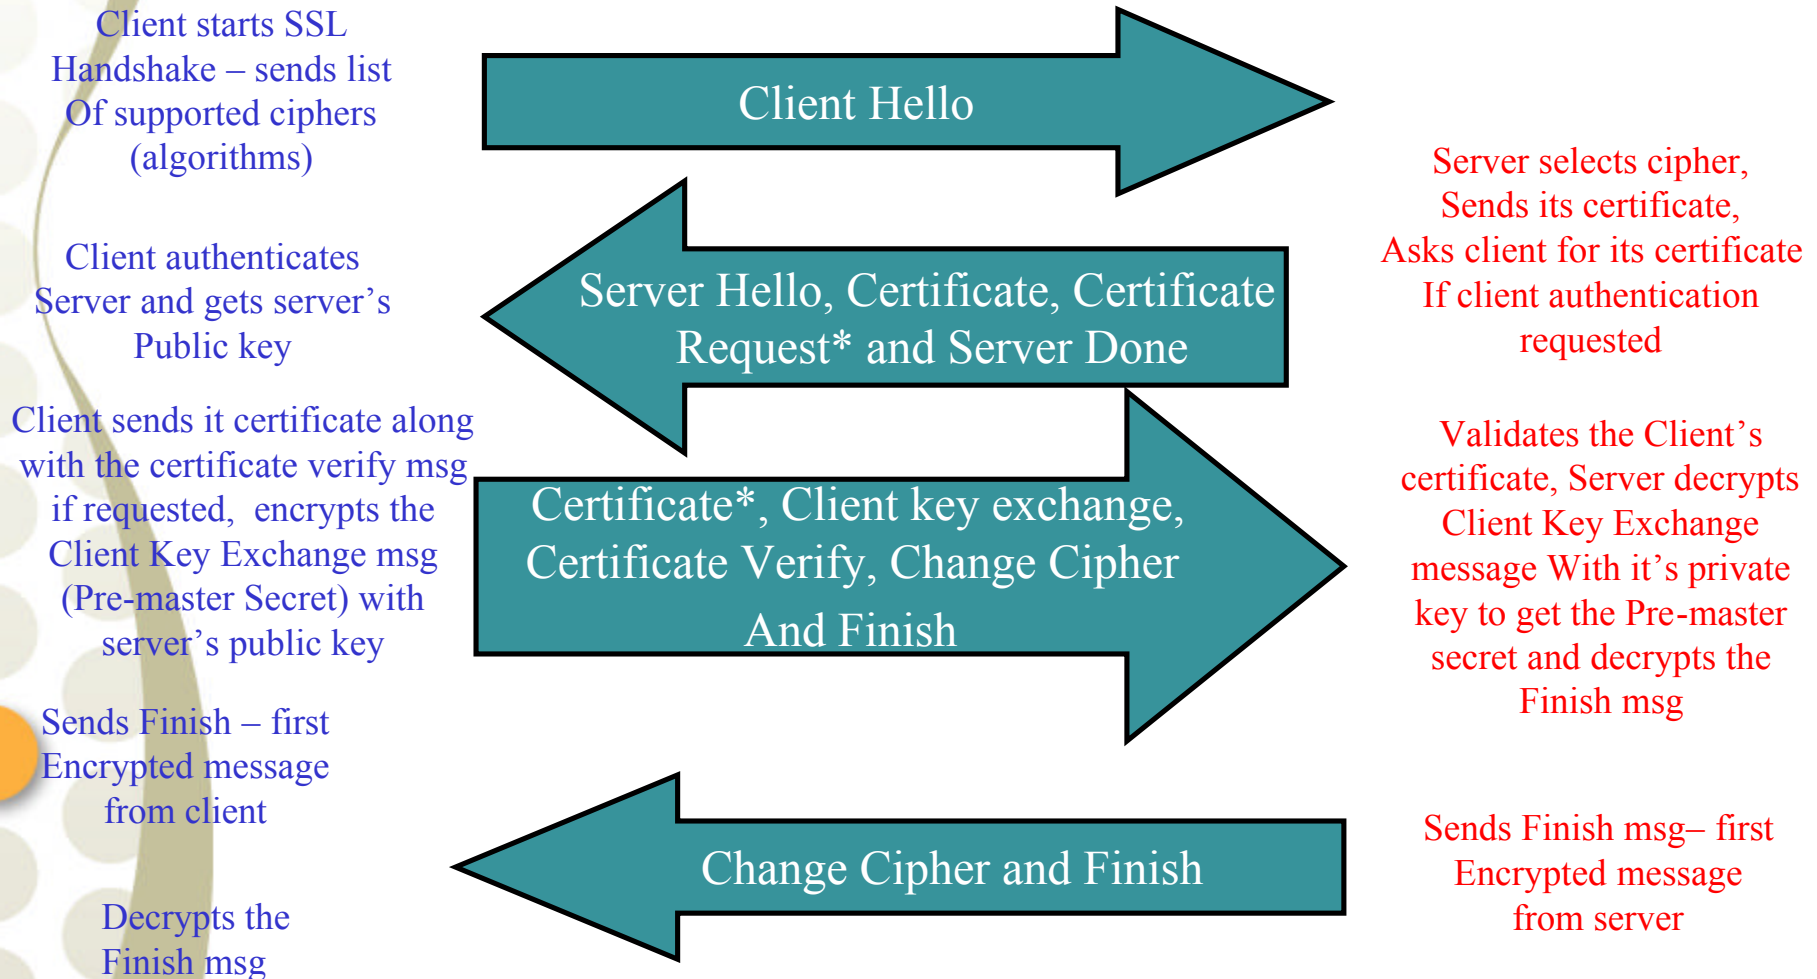 Client starts SSL
Handshake – sends list
Of supported ciphers
(algorithms)
Client Hello
Server selects cipher,
Sends its certificate,
Asks client for its certificate
If client authentication
requested
Server Hello, Certificate, Certificate
Request* and Server Done
Client authenticates
Server and gets server’s
Public key
Client sends it certificate along
with the certificate verify msg
if requested, encrypts the
Client Key Exchange msg
(Pre-master Secret) with
server’s public key
Certificate*, Client key exchange,
Certificate Verify, Change Cipher
And Finish
Validates the Client’s
certificate, Server decrypts
Client Key Exchange
message With it’s private
key to get the Pre-master
secret and decrypts the
Finish msg
Sends Finish – first
Encrypted message
from client
Change Cipher and Finish
Sends Finish msg– first
Encrypted message
from server
Decrypts the
Finish msg